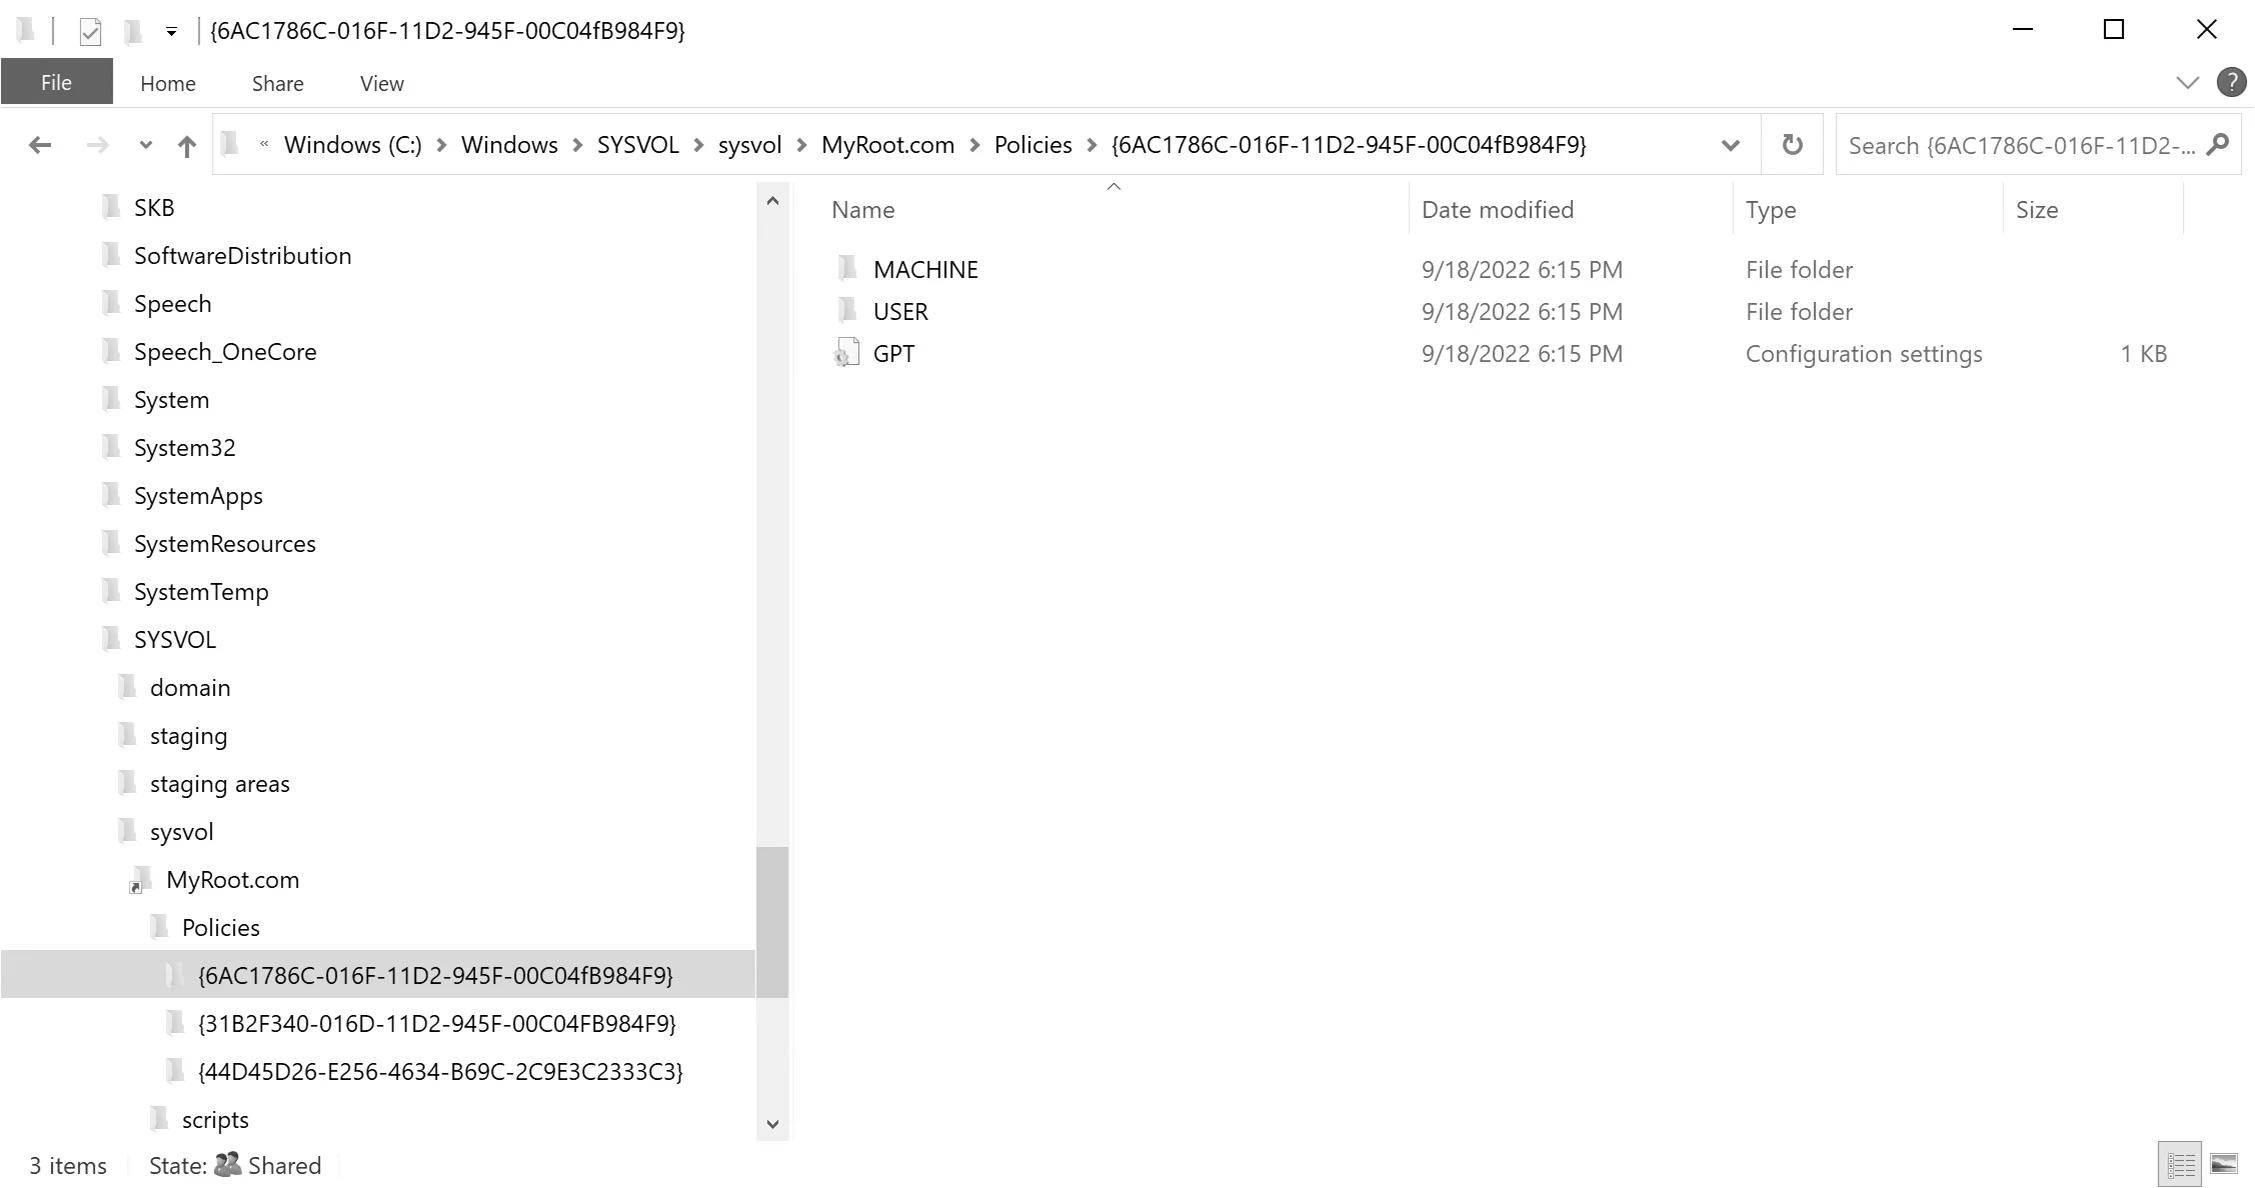 {6AC1786C-016F-11D2-945F-00C04fB984F9}
File Home Share View ?
« Windows (C:) > Windows > SYSVOL > sysvol > MyRoot.com > Policies > {6AC1786C-016F-11D2-945F-00C04fB984F9} Search {6AC1786C-016F-11D2-...
SKB
SoftwareDistribution
Speech
Speech_OneCore
System
System32
SystemApps
SystemResources
SystemTemp
SYSVOL
domain
staging
staging areas
sysvol
MyRoot.com
Policies
{6AC1786C-016F-11D2-945F-00C04fB984F9}
{31B2F340-016D-11D2-945F-00C04FB984F9}
{44D45D26-E256-4634-B69C-2C9E3C2333C3}
scripts
Name Date modified Type Size
MACHINE 9/18/2022 6:15 PM File folder
USER 9/18/2022 6:15 PM File folder
GPT 9/18/2022 6:15 PM Configuration settings 1 KB
3 items State: Shared